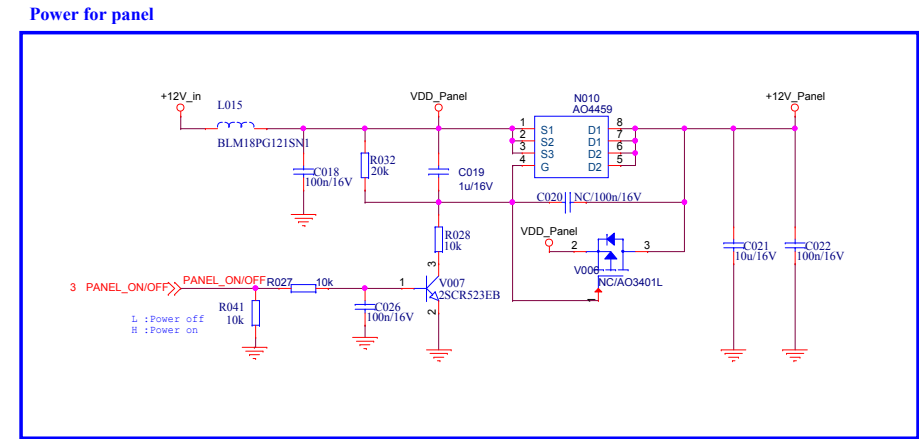 Power for panel
+12V_in
L015
BLM18PG121SN1
VDD_Panel
N010
AO4459
+12V_Panel
1 S1 D1 8
2 S2 D1 7
3 S3 D2 6
4 G D2 5
C018
100n/16V
R032
20k
C019
1u/16V
C020 NC/100n/16V
R028
10k
VDD_Panel
2 3
V006
NC/AO3401L
1
C021
10u/16V
C022
100n/16V
3 PANEL_ON/OFF PANEL_ON/OFF R027 10k
1 3 V007
2SCR523EB
2
R041
10k
C026
100n/16V
L :Power off
H :Power on